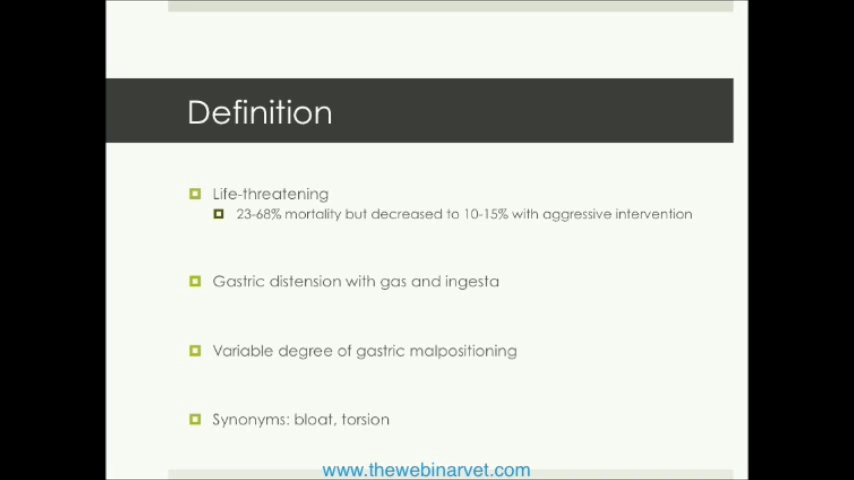 Definition
Life-threatening
23-68% mortality but decreased to 10-15% with aggressive intervention
Gastric distension with gas and ingesta
Variable degree of gastric malpositioning
Synonyms: bloat, torsion
www.thewebinarvet.com